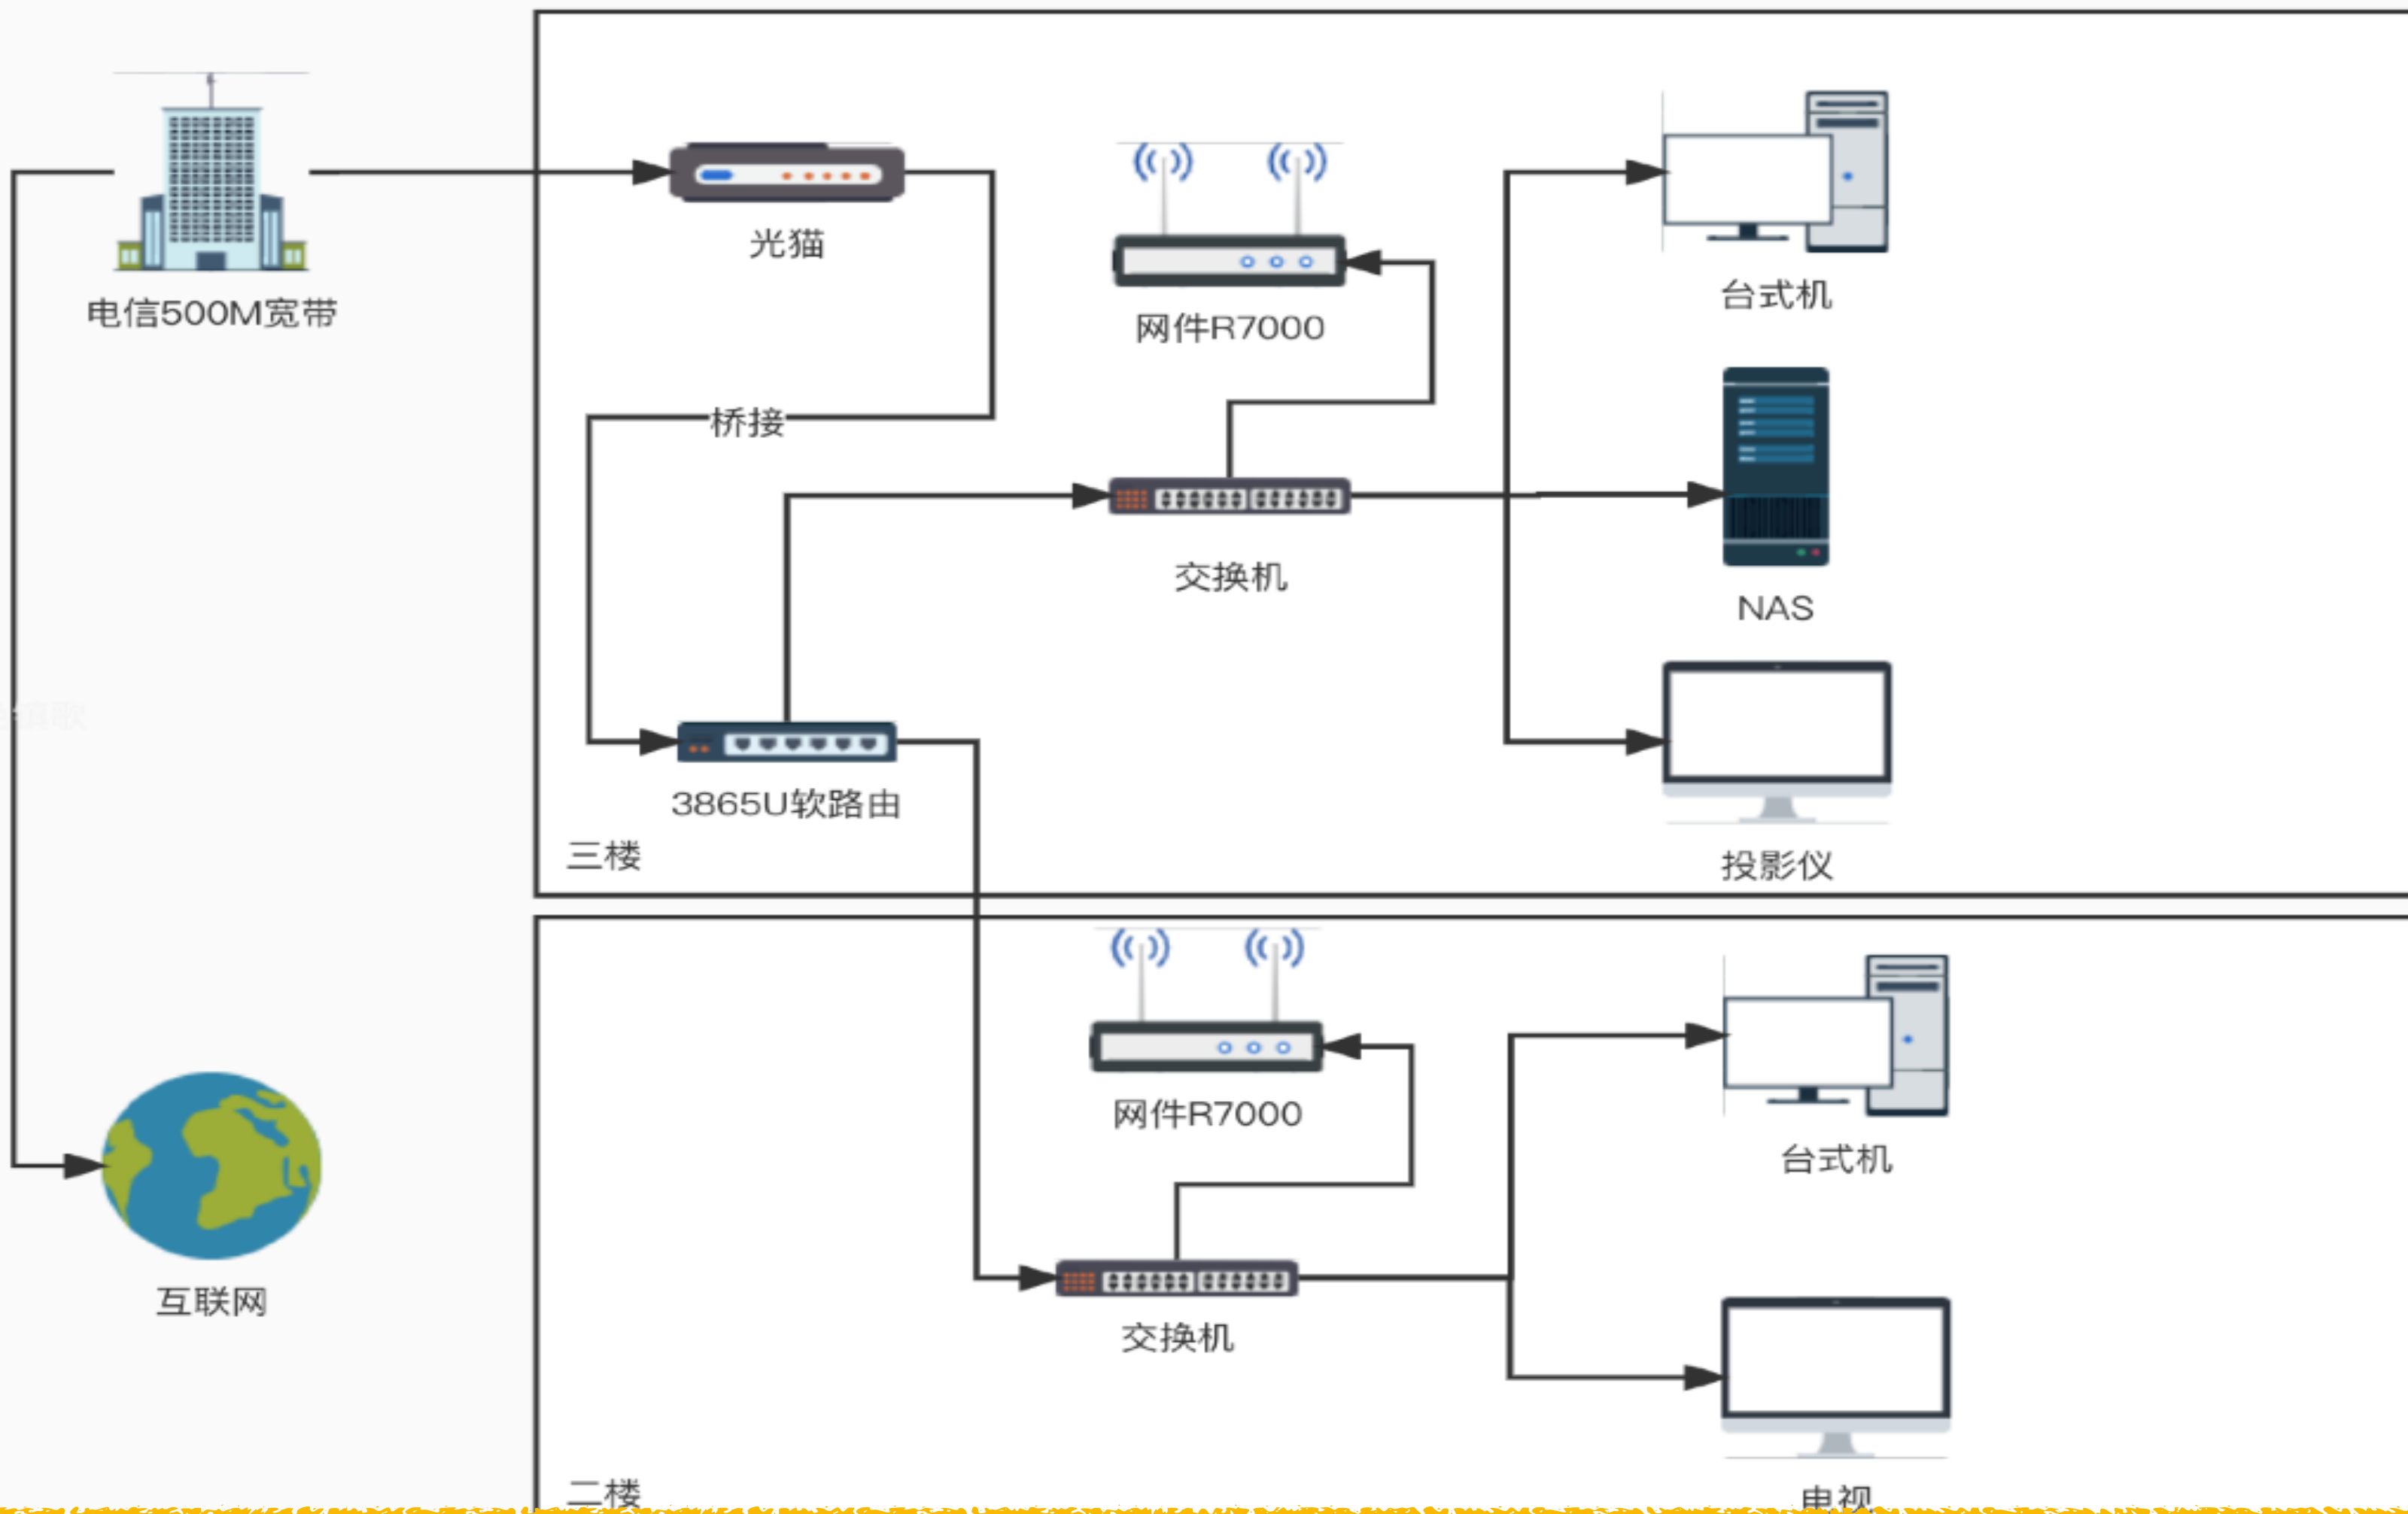 电信500M宽带
光猫
网件R7000
台式机
桥接
交换机
NAS
3865U软路由
三楼
投影仪
网件R7000
台式机
互联网
交换机
二楼
电视